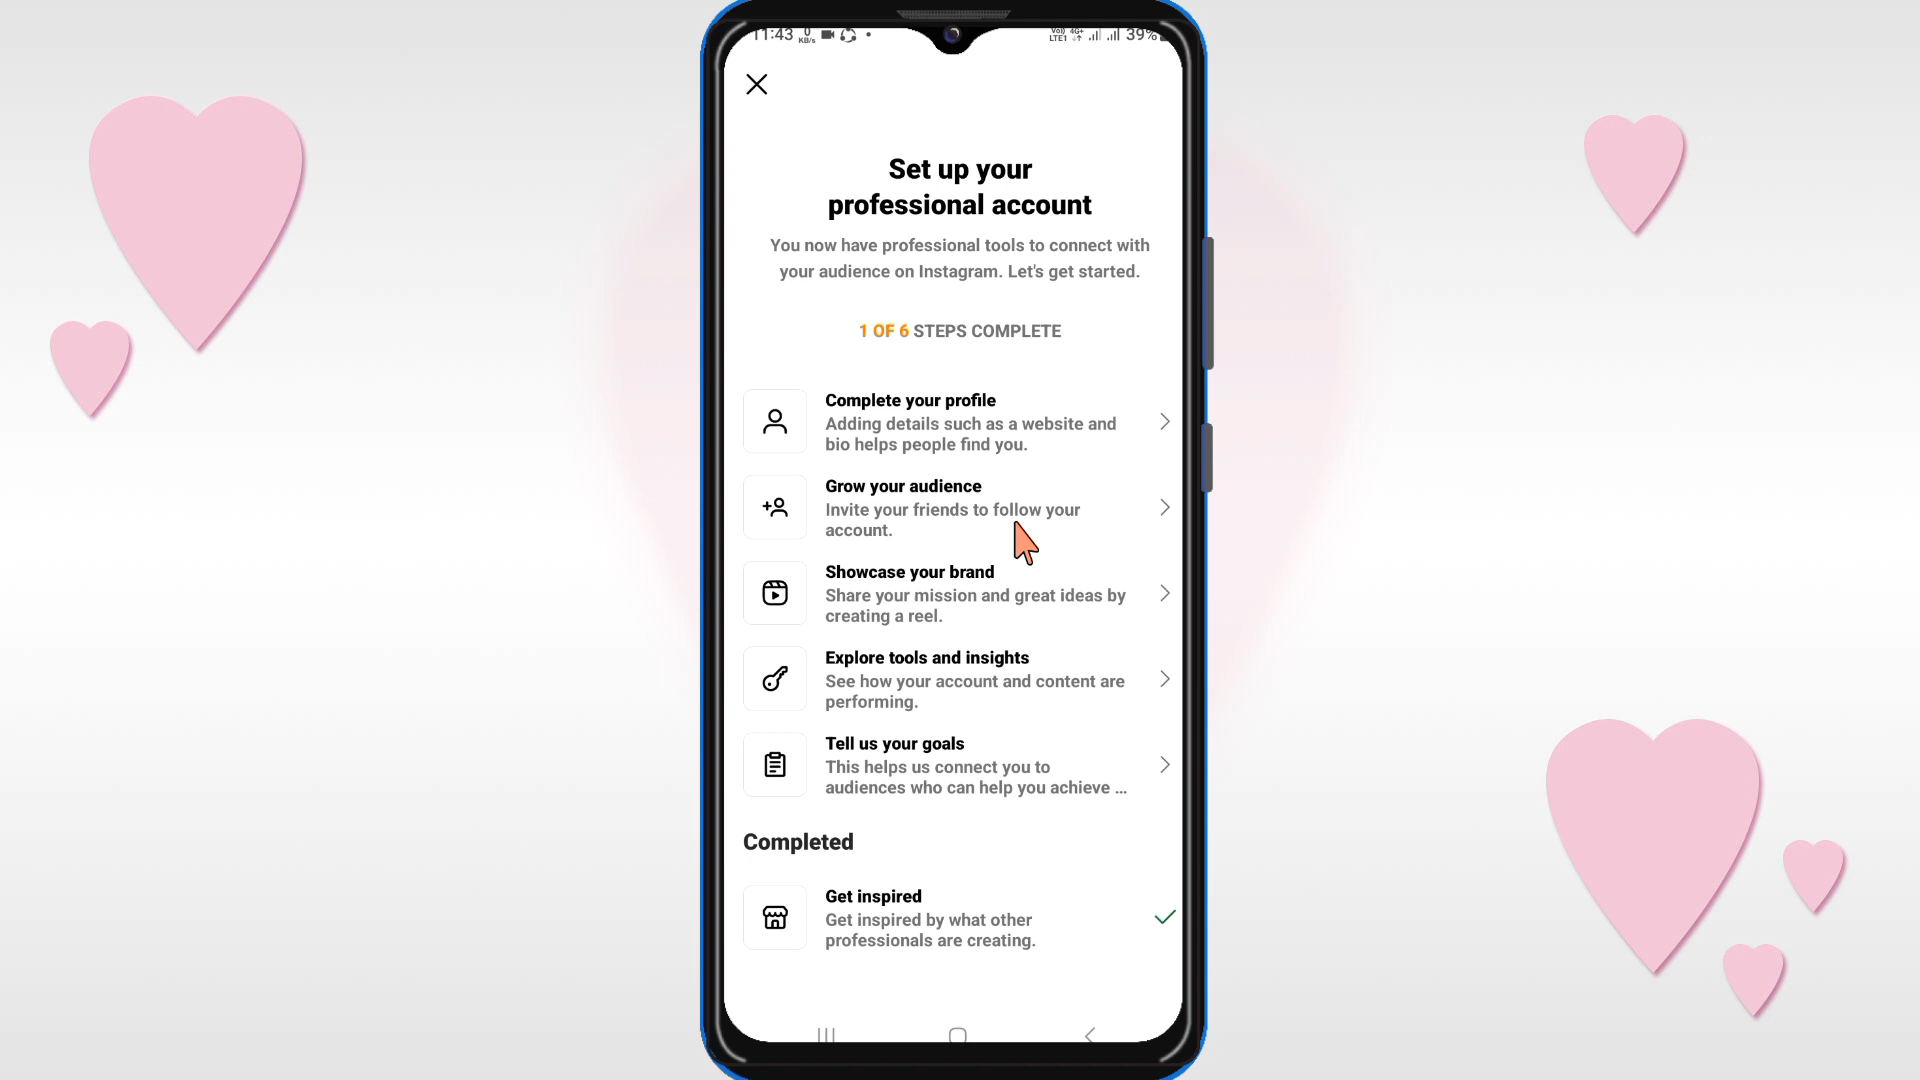 11:43 0 KB/s Vo) 4G+ LTE1 39%
Set up your
professional account
You now have professional tools to connect with
your audience on Instagram. Let's get started.
1 OF 6 STEPS COMPLETE
Complete your profile
Adding details such as a website and
bio helps people find you.
Grow your audience
Invite your friends to follow your
account.
Showcase your brand
Share your mission and great ideas by
creating a reel.
Explore tools and insights
See how your account and content are
performing.
Tell us your goals
This helps us connect you to
audiences who can help you achieve ...
Completed
Get inspired
Get inspired by what other
professionals are creating.